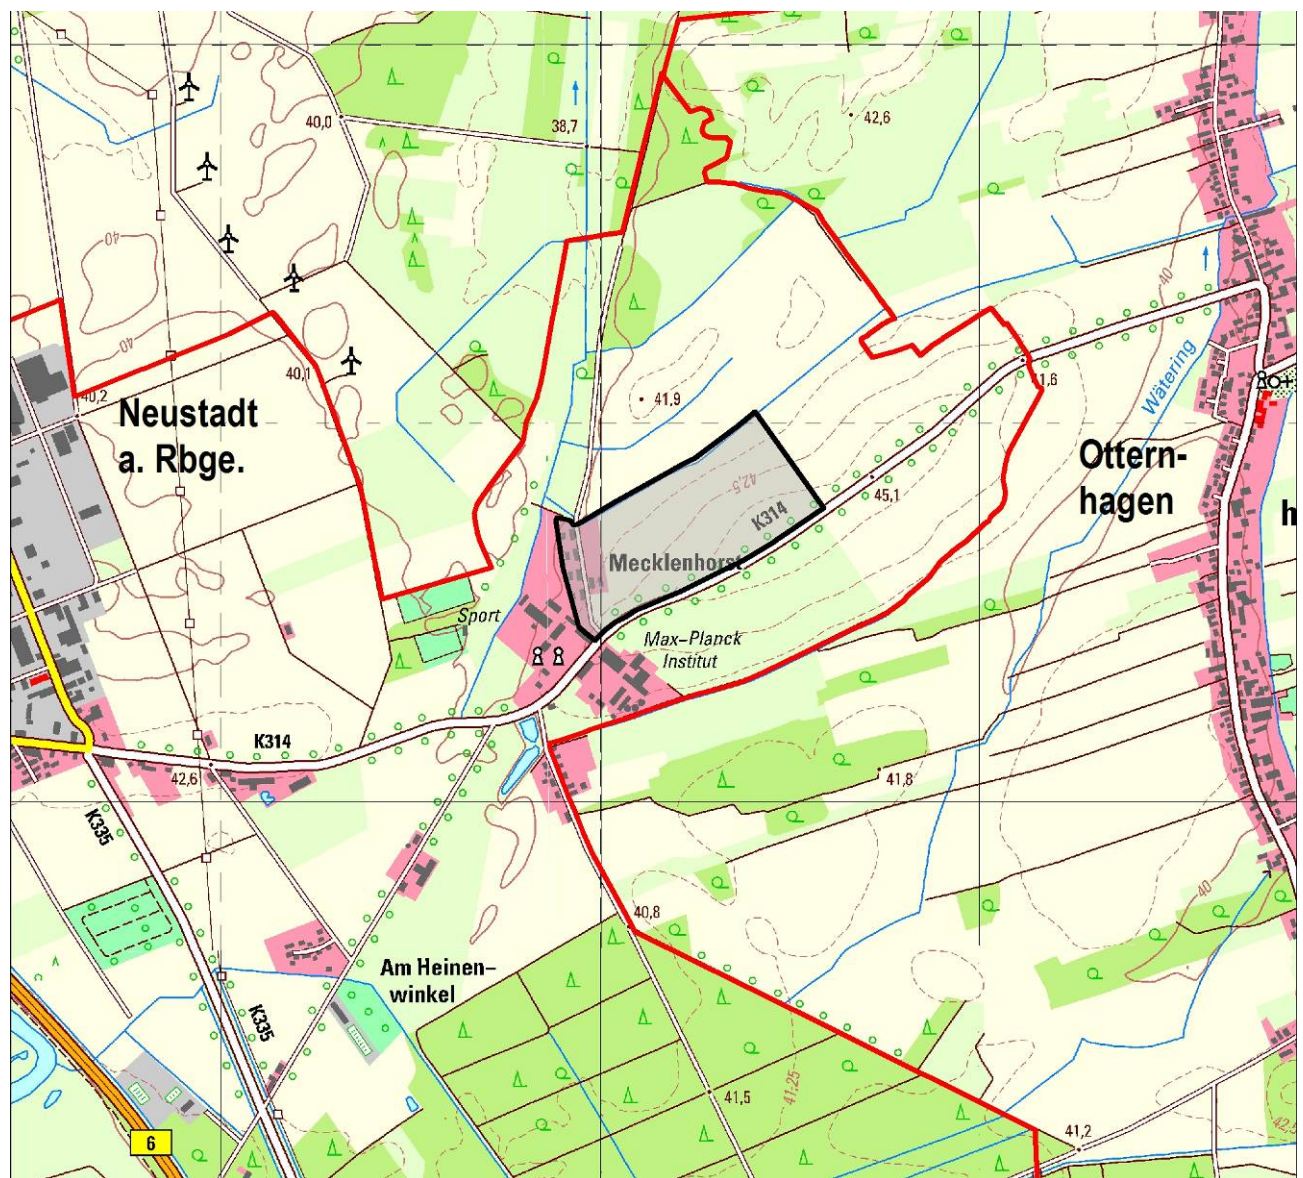 40,0
38,7
42,6
40
40
40
40,1
40,2
Neustadt
a. Rbge.
41,9
41,6
Wätering
Ottern-
hagen
h
42,5
45,1
K314
Mecklenhorst
Sport
Max-Planck
Institut
K314
42,6
41,8
K335
40,8
40
Am Heinen-
winkel
K335
41,25
41,5
41,2
42,5
6